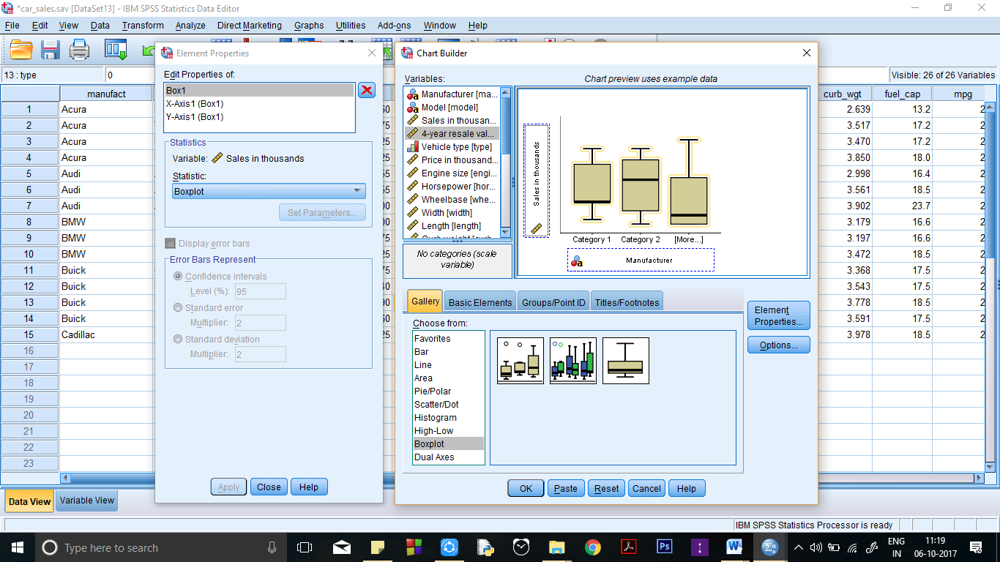 *car_sales.sav [DataSet13] - IBM SPSS Statistics Data Editor
File Edit View Data Transform Analyze Direct Marketing Graphs Utilities Add-ons Window Help
13 : type 0
Visible: 26 of 26 Variables
manufact
1 Acura
2 Acura
3 Acura
4 Acura
5 Audi
6 Audi
7 Audi
8 BMW
9 BMW
10 BMW
11 Buick
12 Buick
13 Buick
14 Buick
15 Cadillac
16
17
18
19
20
21
22
23
Element Properties
Edit Properties of:
Box1
X-Axis1 (Box1)
Y-Axis1 (Box1)
Statistics
Variable: Sales in thousands
Statistic:
Boxplot
Set Parameters...
Display error bars
Error Bars Represent
Confidence intervals
Level (%): 95
Standard error
Multiplier: 2
Standard deviation
Multiplier: 2
Apply Close Help
Chart Builder
Variables:
Manufacturer [ma...
Model [model]
Sales in thousan...
4-year resale val...
Vehicle type [type]
Price in thousand...
Engine size [engi...
Horsepower [hor...
Wheelbase [whe...
Width [width]
Length [length]
No categories (scale
variable)
Chart preview uses example data
Sales in thousands
Category 1 Category 2 [More...]
Manufacturer
Gallery Basic Elements Groups/Point ID Titles/Footnotes
Choose from:
Favorites
Bar
Line
Area
Pie/Polar
Scatter/Dot
Histogram
High-Low
Boxplot
Dual Axes
Element
Properties...
Options...
OK Paste Reset Cancel Help
curb_wgt fuel_cap mpg
2.639 13.2 2
3.517 17.2 2
3.470 17.2 2
3.850 18.0 2
2.998 16.4 2
3.561 18.5 2
3.902 23.7 2
3.179 16.6 2
3.197 16.6 2
3.472 18.5 2
3.368 17.5 2
3.543 17.5 2
3.778 18.5 2
3.591 17.5 2
3.978 18.5 2
Data View Variable View
IBM SPSS Statistics Processor is ready
Type here to search
Ps
ENG
IN
11:19
06-10-2017